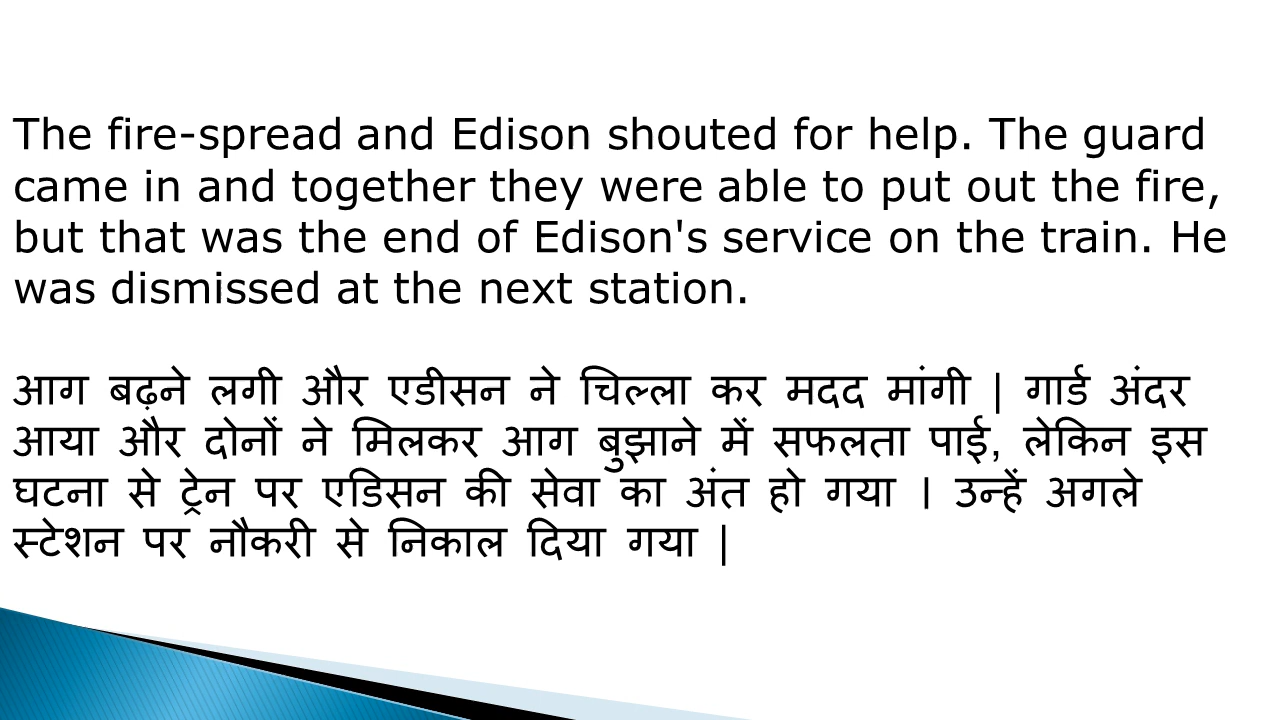 The fire-spread and Edison shouted for help. The guard
came in and together they were able to put out the fire,
but that was the end of Edison's service on the train. He
was dismissed at the next station.
आग बढ़ने लगी और एडीसन ने चिल्ला कर मदद मांगी | गार्ड अंदर
आया और दोनों ने मिलकर आग बुझाने में सफलता पाई, लेकिन इस
घटना से ट्रेन पर एडिसन की सेवा का अंत हो गया । उन्हें अगले
स्टेशन पर नौकरी से निकाल दिया गया |